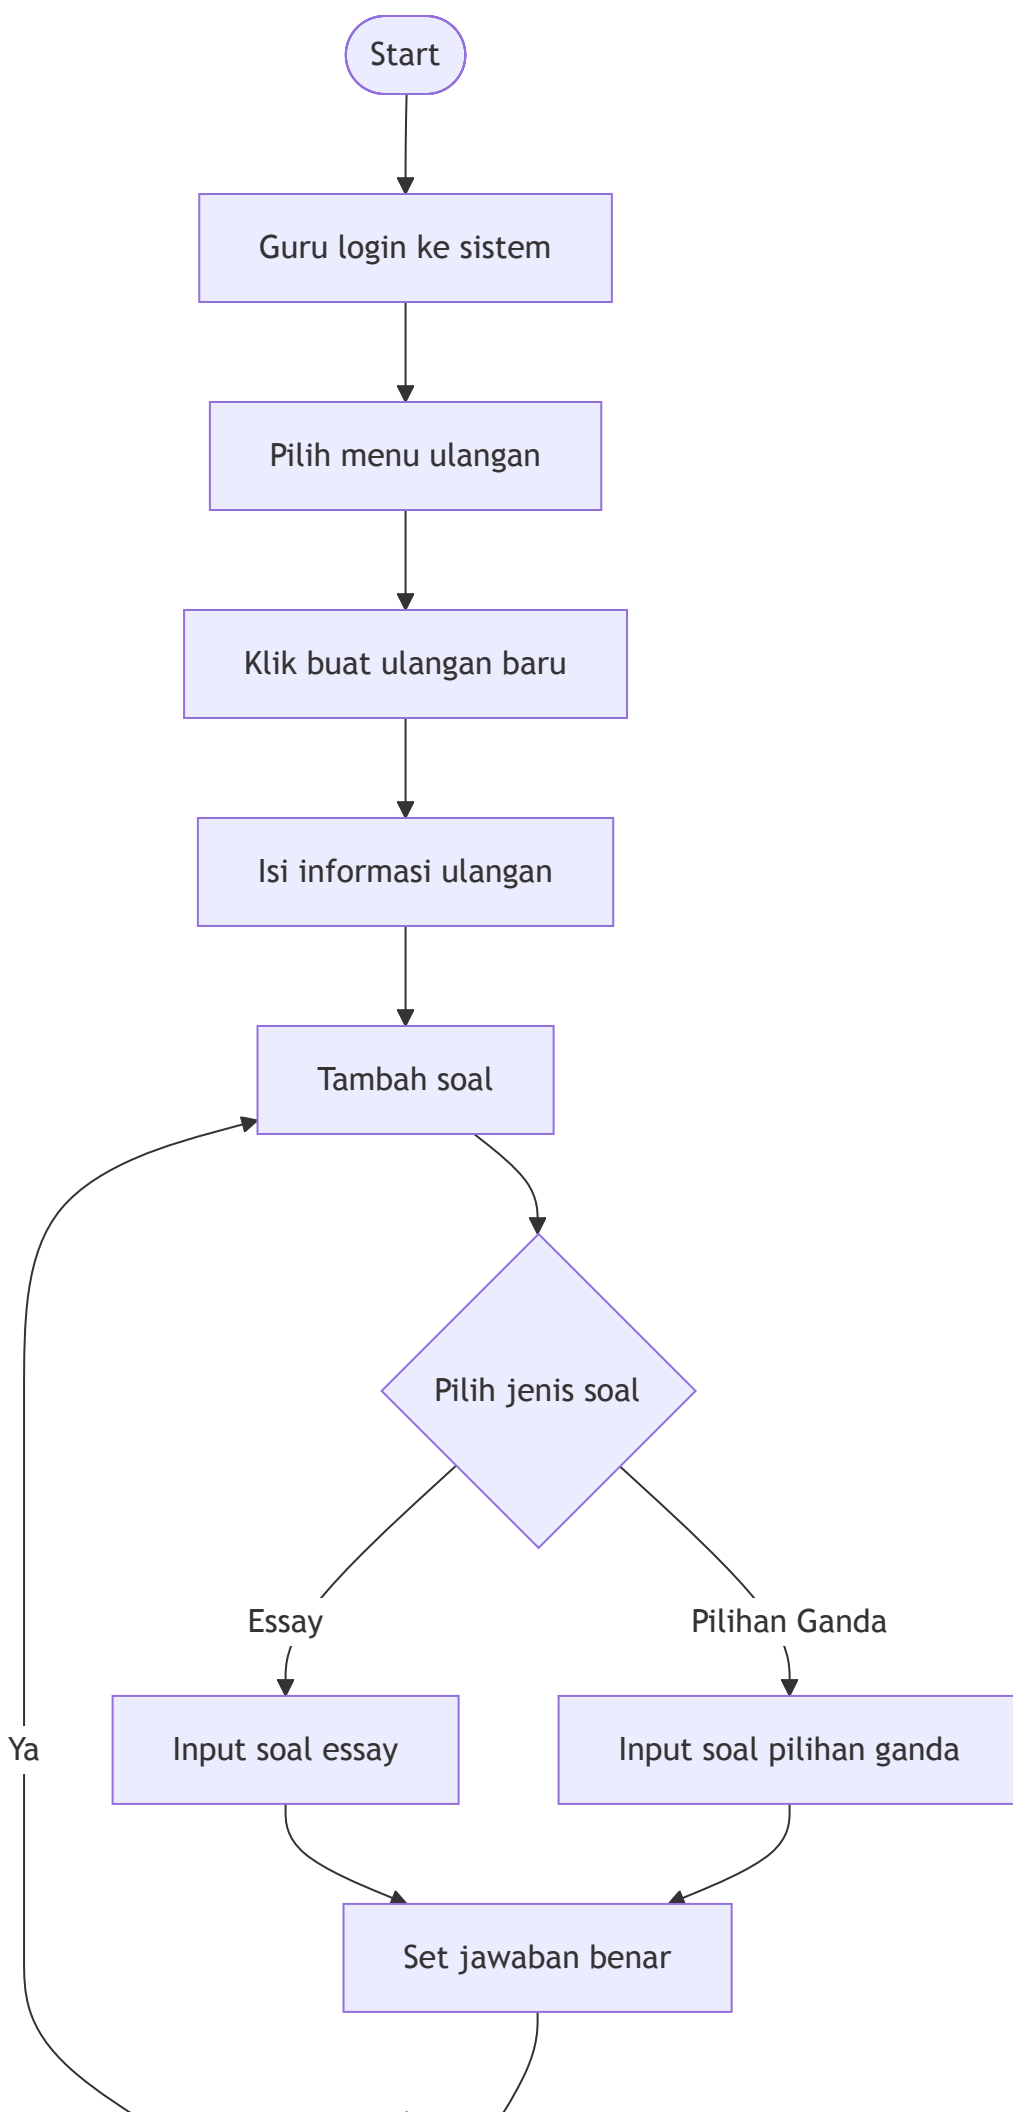 Start
Guru login ke sistem
Pilih menu ulangan
Klik buat ulangan baru
Isi informasi ulangan
Tambah soal
Pilih jenis soal
Essay
Pilihan Ganda
Ya
Input soal essay
Input soal pilihan ganda
Set jawaban benar